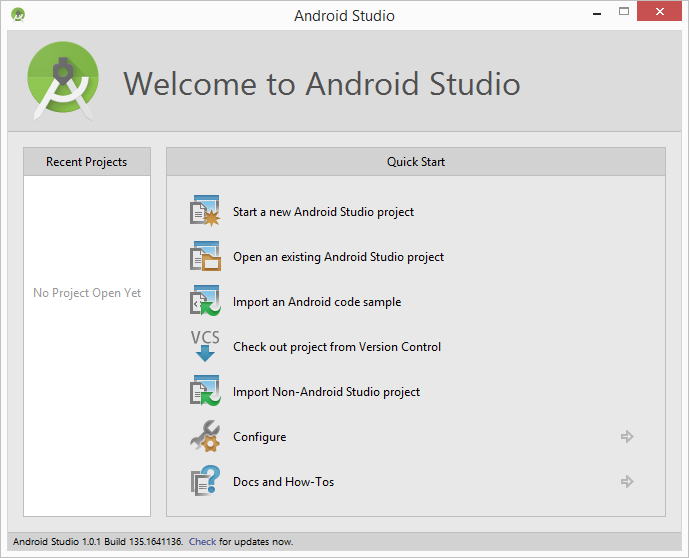 Android Studio
Welcome to Android Studio
Recent Projects
No Project Open Yet
Quick Start
Start a new Android Studio project
Open an existing Android Studio project
Import an Android code sample
VCS
Check out project from Version Control
Import Non-Android Studio project
Configure
Docs and How-Tos
Android Studio 1.0.1 Build 135.1641136. Check for updates now.